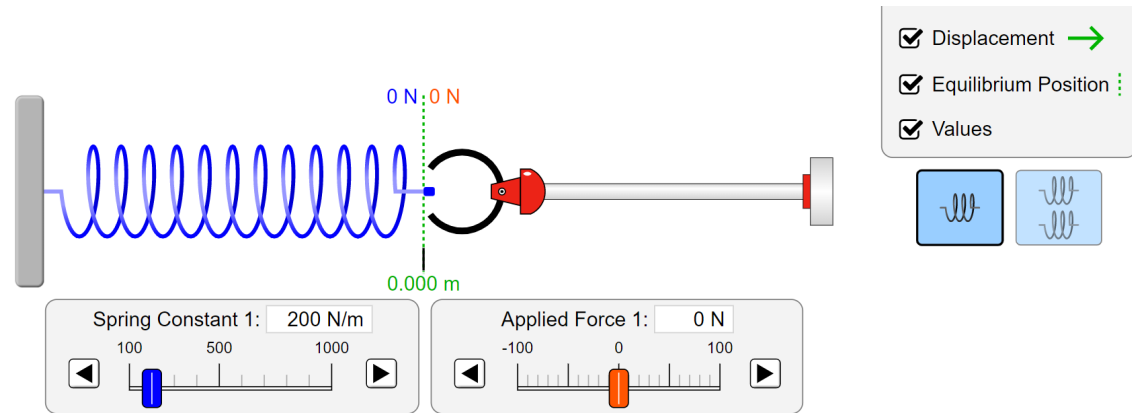 Displacement
Equilibrium Position
Values
0 N 0 N
0.000 m
Spring Constant 1: 200 N/m
100 500 1000
Applied Force 1: 0 N
-100 0 100